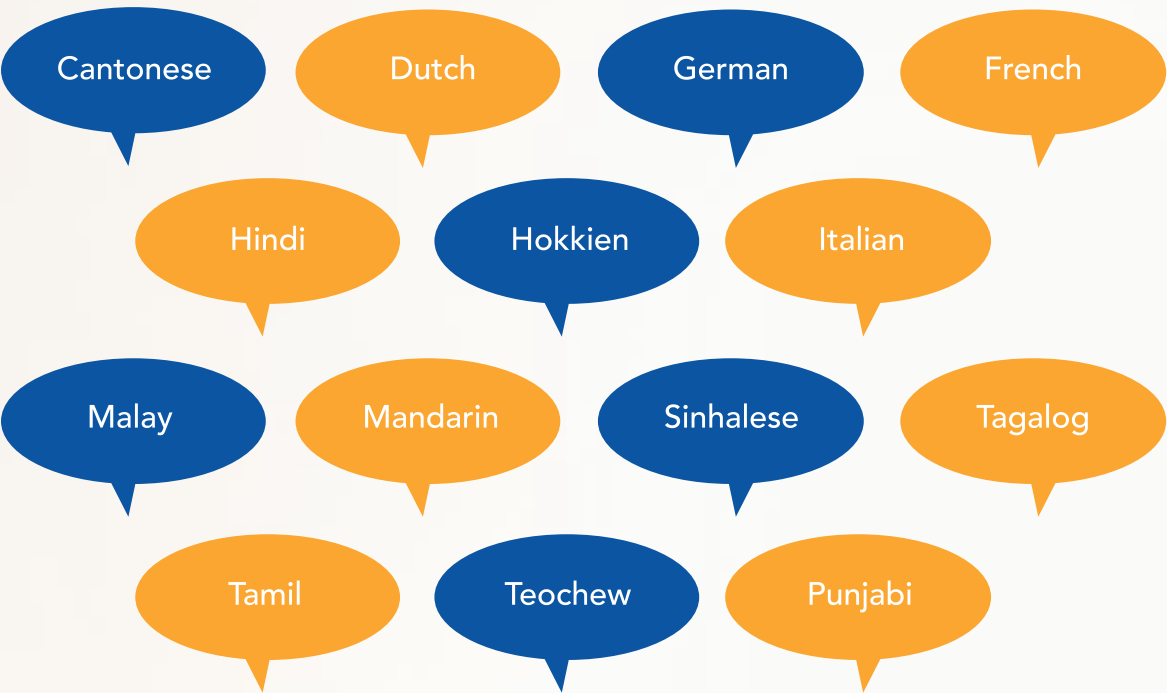 Cantonese
Dutch
German
French
Hindi
Hokkien
Italian
Malay
Mandarin
Sinhalese
Tagalog
Tamil
Teochew
Punjabi